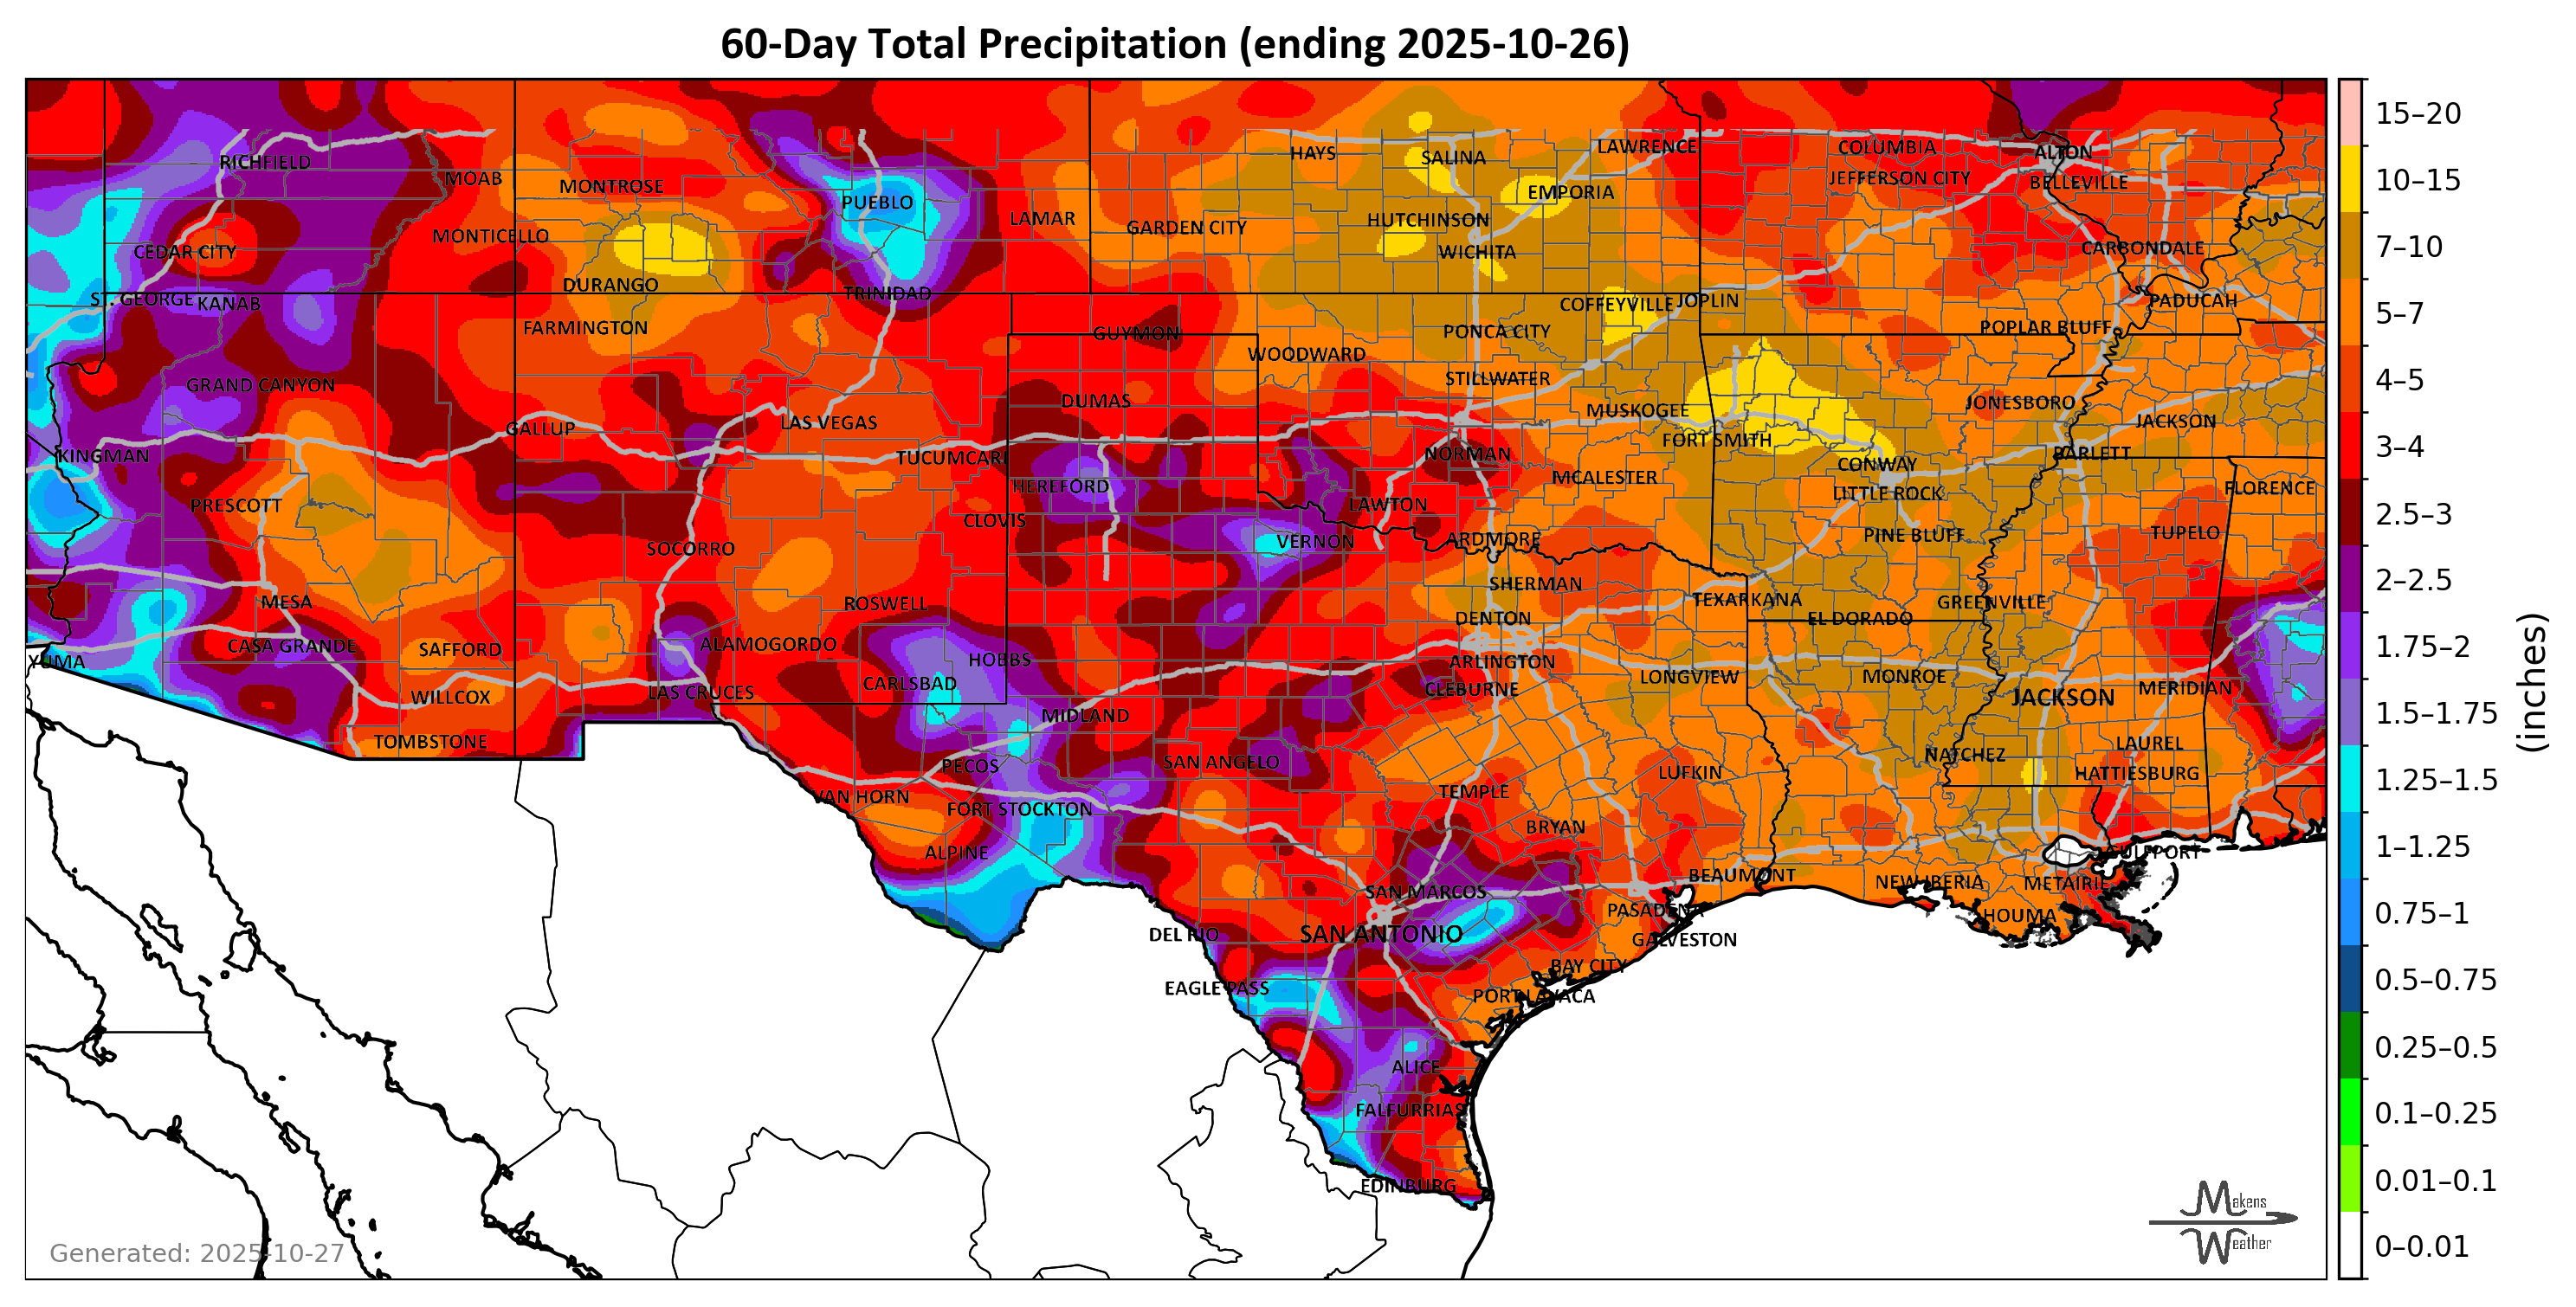 60-Day Total Precipitation (ending 2025-10-26)
RICHFIELD
MOAB
MONTROSE
PUEBLO
LAMAR
HAYS
SALINA
LAWRENCE
COLUMBIA
ALTON
JEFFERSON CITY
BELLEVILLE
EMPORIA
GARDEN CITY
HUTCHINSON
WICHITA
MONTICELLO
CEDAR CITY
CARBONDALE
DURANGO
TRINIDAD
ST. GEORGE
KANAB
COFFEYVILLE
JOPLIN
PADUCAH
FARMINGTON
GUYMON
PONCA CITY
POPLAR BLUFF
WOODWARD
STILLWATER
GRAND CANYON
DUMAS
MUSKOGEE
JONESBORO
JACKSON
GALLUP
LAS VEGAS
FORT SMITH
KINGMAN
TUCUMCARI
NORMAN
BARLETT
CONWAY
HEREFORD
MCALESTER
LITTLE ROCK
FLORENCE
PRESCOTT
LAWTON
CLOVIS
VERNON
ARDMORE
PINE BLUFF
TUPELO
SOCORRO
SHERMAN
MESA
ROSWELL
TEXARKANA
GREENVILLE
DENTON
EL DORADO
CASA GRANDE
SAFFORD
ALAMOGORDO
YUMA
HOBBS
ARLINGTON
LONGVIEW
MONROE
CARLSBAD
CLEBURNE
WILLCOX
LAS CRUCES
JACKSON
MERIDIAN
MIDLAND
TOMBSTONE
PECOS
SAN ANGELO
NATCHEZ
LAUREL
LUFKIN
HATTIESBURG
VAN HORN
FORT STOCKTON
TEMPLE
BRYAN
ALPINE
GULFPORT
SAN MARCOS
BEAUMONT
NEW IBERIA
METAIRIE
PASADENA
HOUMA
DEL RIO
SAN ANTONIO
GALVESTON
BAY CITY
EAGLE PASS
PORT LAVACA
ALICE
FALFURRIAS
EDINBURG
Generated: 2025-10-27
Makens
Weather
15–20
10–15
7–10
5–7
4–5
3–4
2.5–3
2–2.5
1.75–2
1.5–1.75
1.25–1.5
1–1.25
0.75–1
0.5–0.75
0.25–0.5
0.1–0.25
0.01–0.1
0–0.01
(inches)